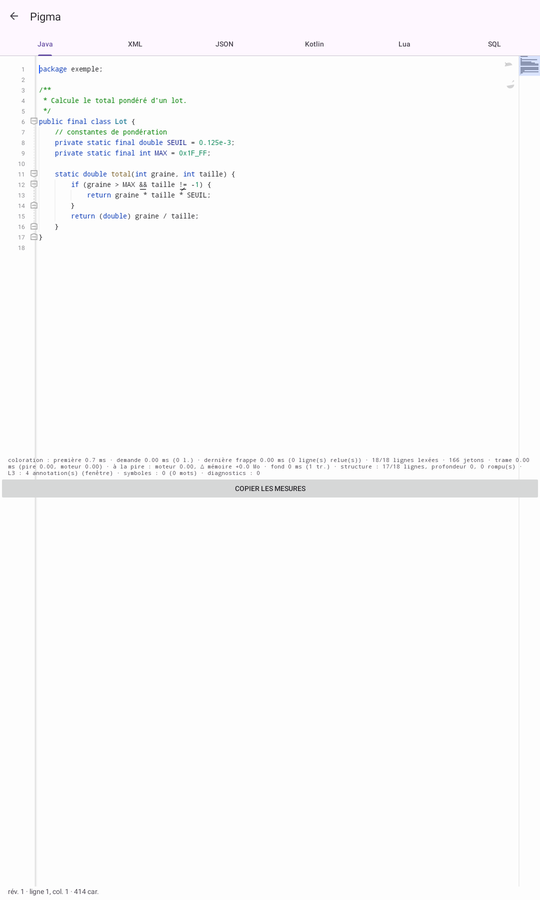 Pigma
Java XML JSON Kotlin Lua SQL
1 package exemple;
2
3 /**
4 * Calcule le total pondéré d'un lot.
5 */
6 public final class Lot {
7 // constantes de pondération
8 private static final double SEUIL = 0.125e-3;
9 private static final int MAX = 0x1F_FF;
10
11 static double total(int graine, int taille) {
12 if (graine > MAX && taille != -1) {
13 return graine * taille * SEUIL;
14 }
15 return (double) graine / taille;
16 }
17 }
18
coloration : première 0.7 ms · demande 0.00 ms (0 l.) · dernière frappe 0.00 ms (0 ligne(s) relue(s)) · 18/18 lignes lexées · 166 jetons · trame 0.00
ms (pire 0.00, moteur 0.00) · à la pire : moteur 0.00, Δ mémoire +0.0 Mo · fond 0 ms (1 tr.) · structure : 17/18 lignes, profondeur 0, 0 rompu(s) ·
L3 : 4 annotation(s) (fenêtre) · symboles : 0 (0 mots) · diagnostics : 0
COPIER LES MESURES
rév. 1 · ligne 1, col. 1 · 414 car.